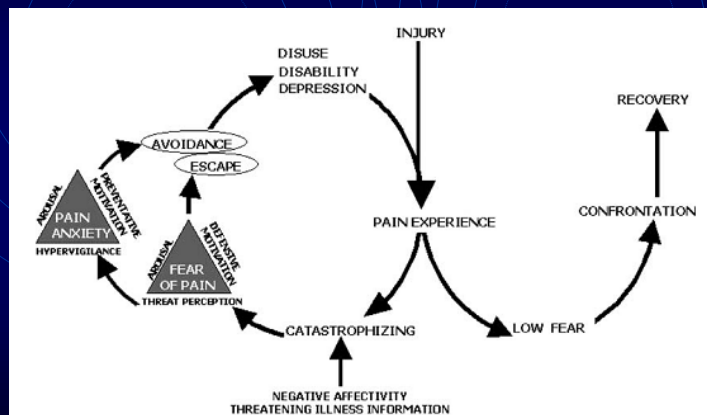 INJURY
DISUSE
DISABILITY
DEPRESSION
RECOVERY
AVOIDANCE
ESCAPE
AROUSAL
PREVENTATIVE
MOTIVATION
PAIN
ANXIETY
HYPERVIGILANCE
AROUSAL
DEFENSIVE
MOTIVATION
FEAR
OF PAIN
THREAT PERCEPTION
PAIN EXPERIENCE
CONFRONTATION
CATASTROPHIZING
LOW FEAR
NEGATIVE AFFECTIVITY
THREATENING ILLNESS INFORMATION